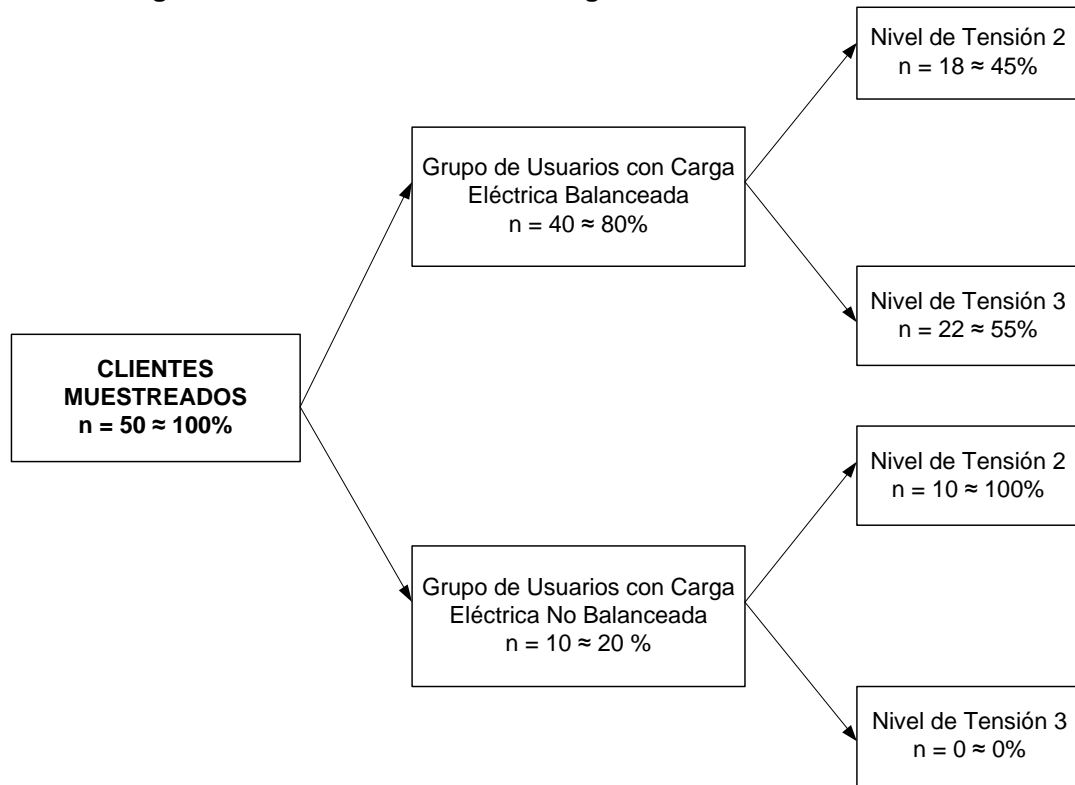 Nivel de Tensión 2
n = 18 ≈ 45%
Grupo de Usuarios con Carga
Eléctrica Balanceada
n = 40 ≈ 80%
Nivel de Tensión 3
n = 22 ≈ 55%
CLIENTES
MUESTREADOS
n = 50 ≈ 100%
Nivel de Tensión 2
n = 10 ≈ 100%
Grupo de Usuarios con Carga
Eléctrica No Balanceada
n = 10 ≈ 20 %
Nivel de Tensión 3
n = 0 ≈ 0%